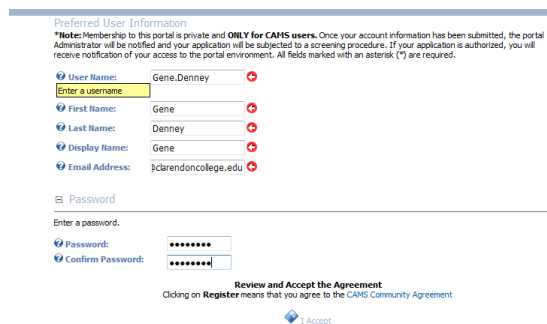 Preferred User Information
*Note: Membership to this portal is private and ONLY for CAMS users. Once your account information has been submitted, the portal
Administrator will be notified and your application will be subjected to a screening procedure. If your application is authorized, you will
receive notification of your access to the portal environment. All fields marked with an asterisk (*) are required.
User Name: Gene.Denney
Enter a username
First Name: Gene
Last Name: Denney
Display Name: Gene
Email Address: @clarendoncollege.edu
Password
Enter a password.
Password: ••••••••
Confirm Password: ••••••••
Review and Accept the Agreement
Clicking on Register means that you agree to the CAMS Community Agreement
I Accept